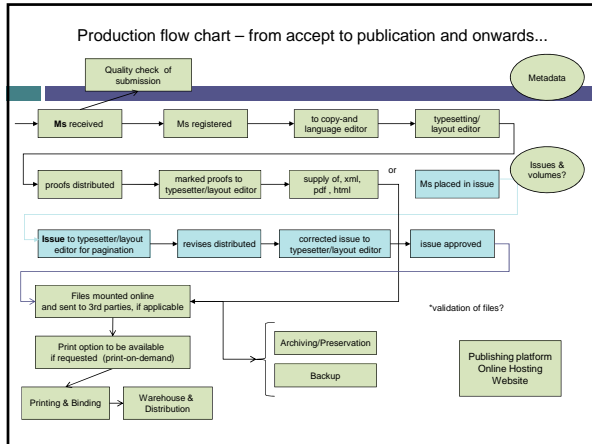 Production flow chart – from accept to publication and onwards...
Quality check of
submission
Metadata
Ms received
Ms registered
to copy-and
language editor
typesetting/
layout editor
proofs distributed
marked proofs to
typesetter/layout editor
supply of, xml,
pdf , html
or
Ms placed in issue
Issues &
volumes?
Issue to typesetter/layout
editor for pagination
revises distributed
corrected issue to
typesetter/layout editor
issue approved
Files mounted online
and sent to 3rd parties, if applicable
*validation of files?
Print option to be available
if requested (print-on-demand)
Archiving/Preservation
Backup
Publishing platform
Online Hosting
Website
Printing & Binding
Warehouse &
Distribution